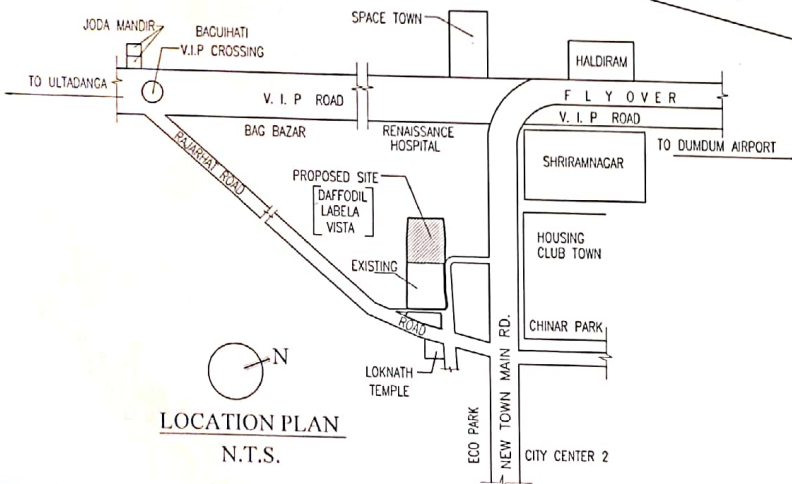 SPACE TOWN
JODA MANDIR
BAGUIHATI
V.I.P CROSSING
HALDIRAM
TO ULTADANGA
V. I. P ROAD
F L Y O V E R
V. I. P ROAD
BAG BAZAR
RENAISSANCE
HOSPITAL
TO DUMDUM AIRPORT
RAJARHAT ROAD
SHRIRAMNAGAR
PROPOSED SITE
DAFFODIL
LABELA
VISTA
HOUSING
CLUB TOWN
EXISTING
ROAD
CHINAR PARK
N
LOKNATH
TEMPLE
LOCATION PLAN
N.T.S.
ECO PARK
NEW TOWN MAIN RD.
CITY CENTER 2